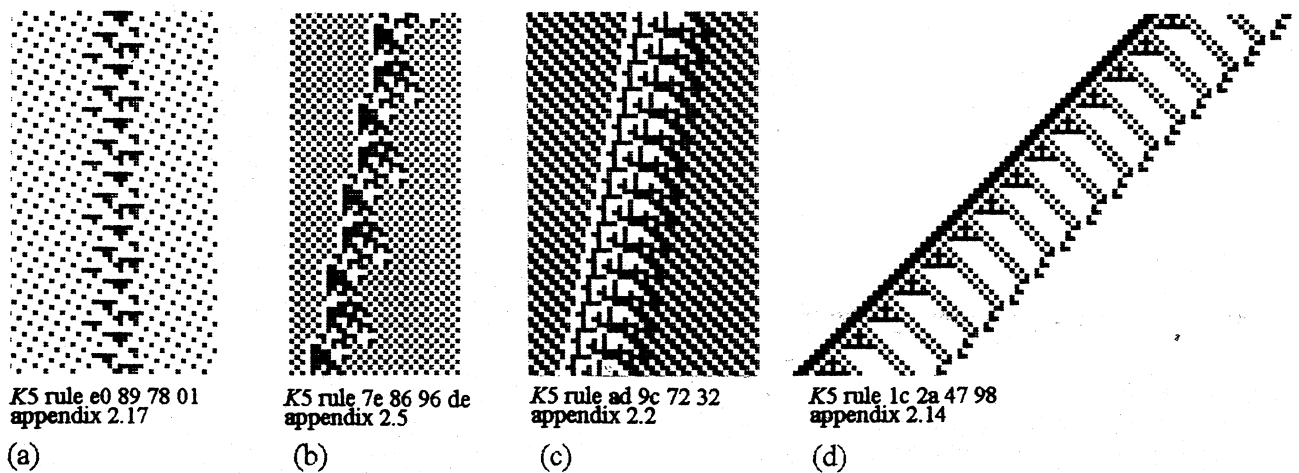 K5 rule e0 89 78 01
appendix 2.17
(a)
K5 rule 7e 86 96 de
appendix 2.5
(b)
K5 rule ad 9c 72 32
appendix 2.2
(c)
K5 rule 1c 2a 47 98
appendix 2.14
(d)